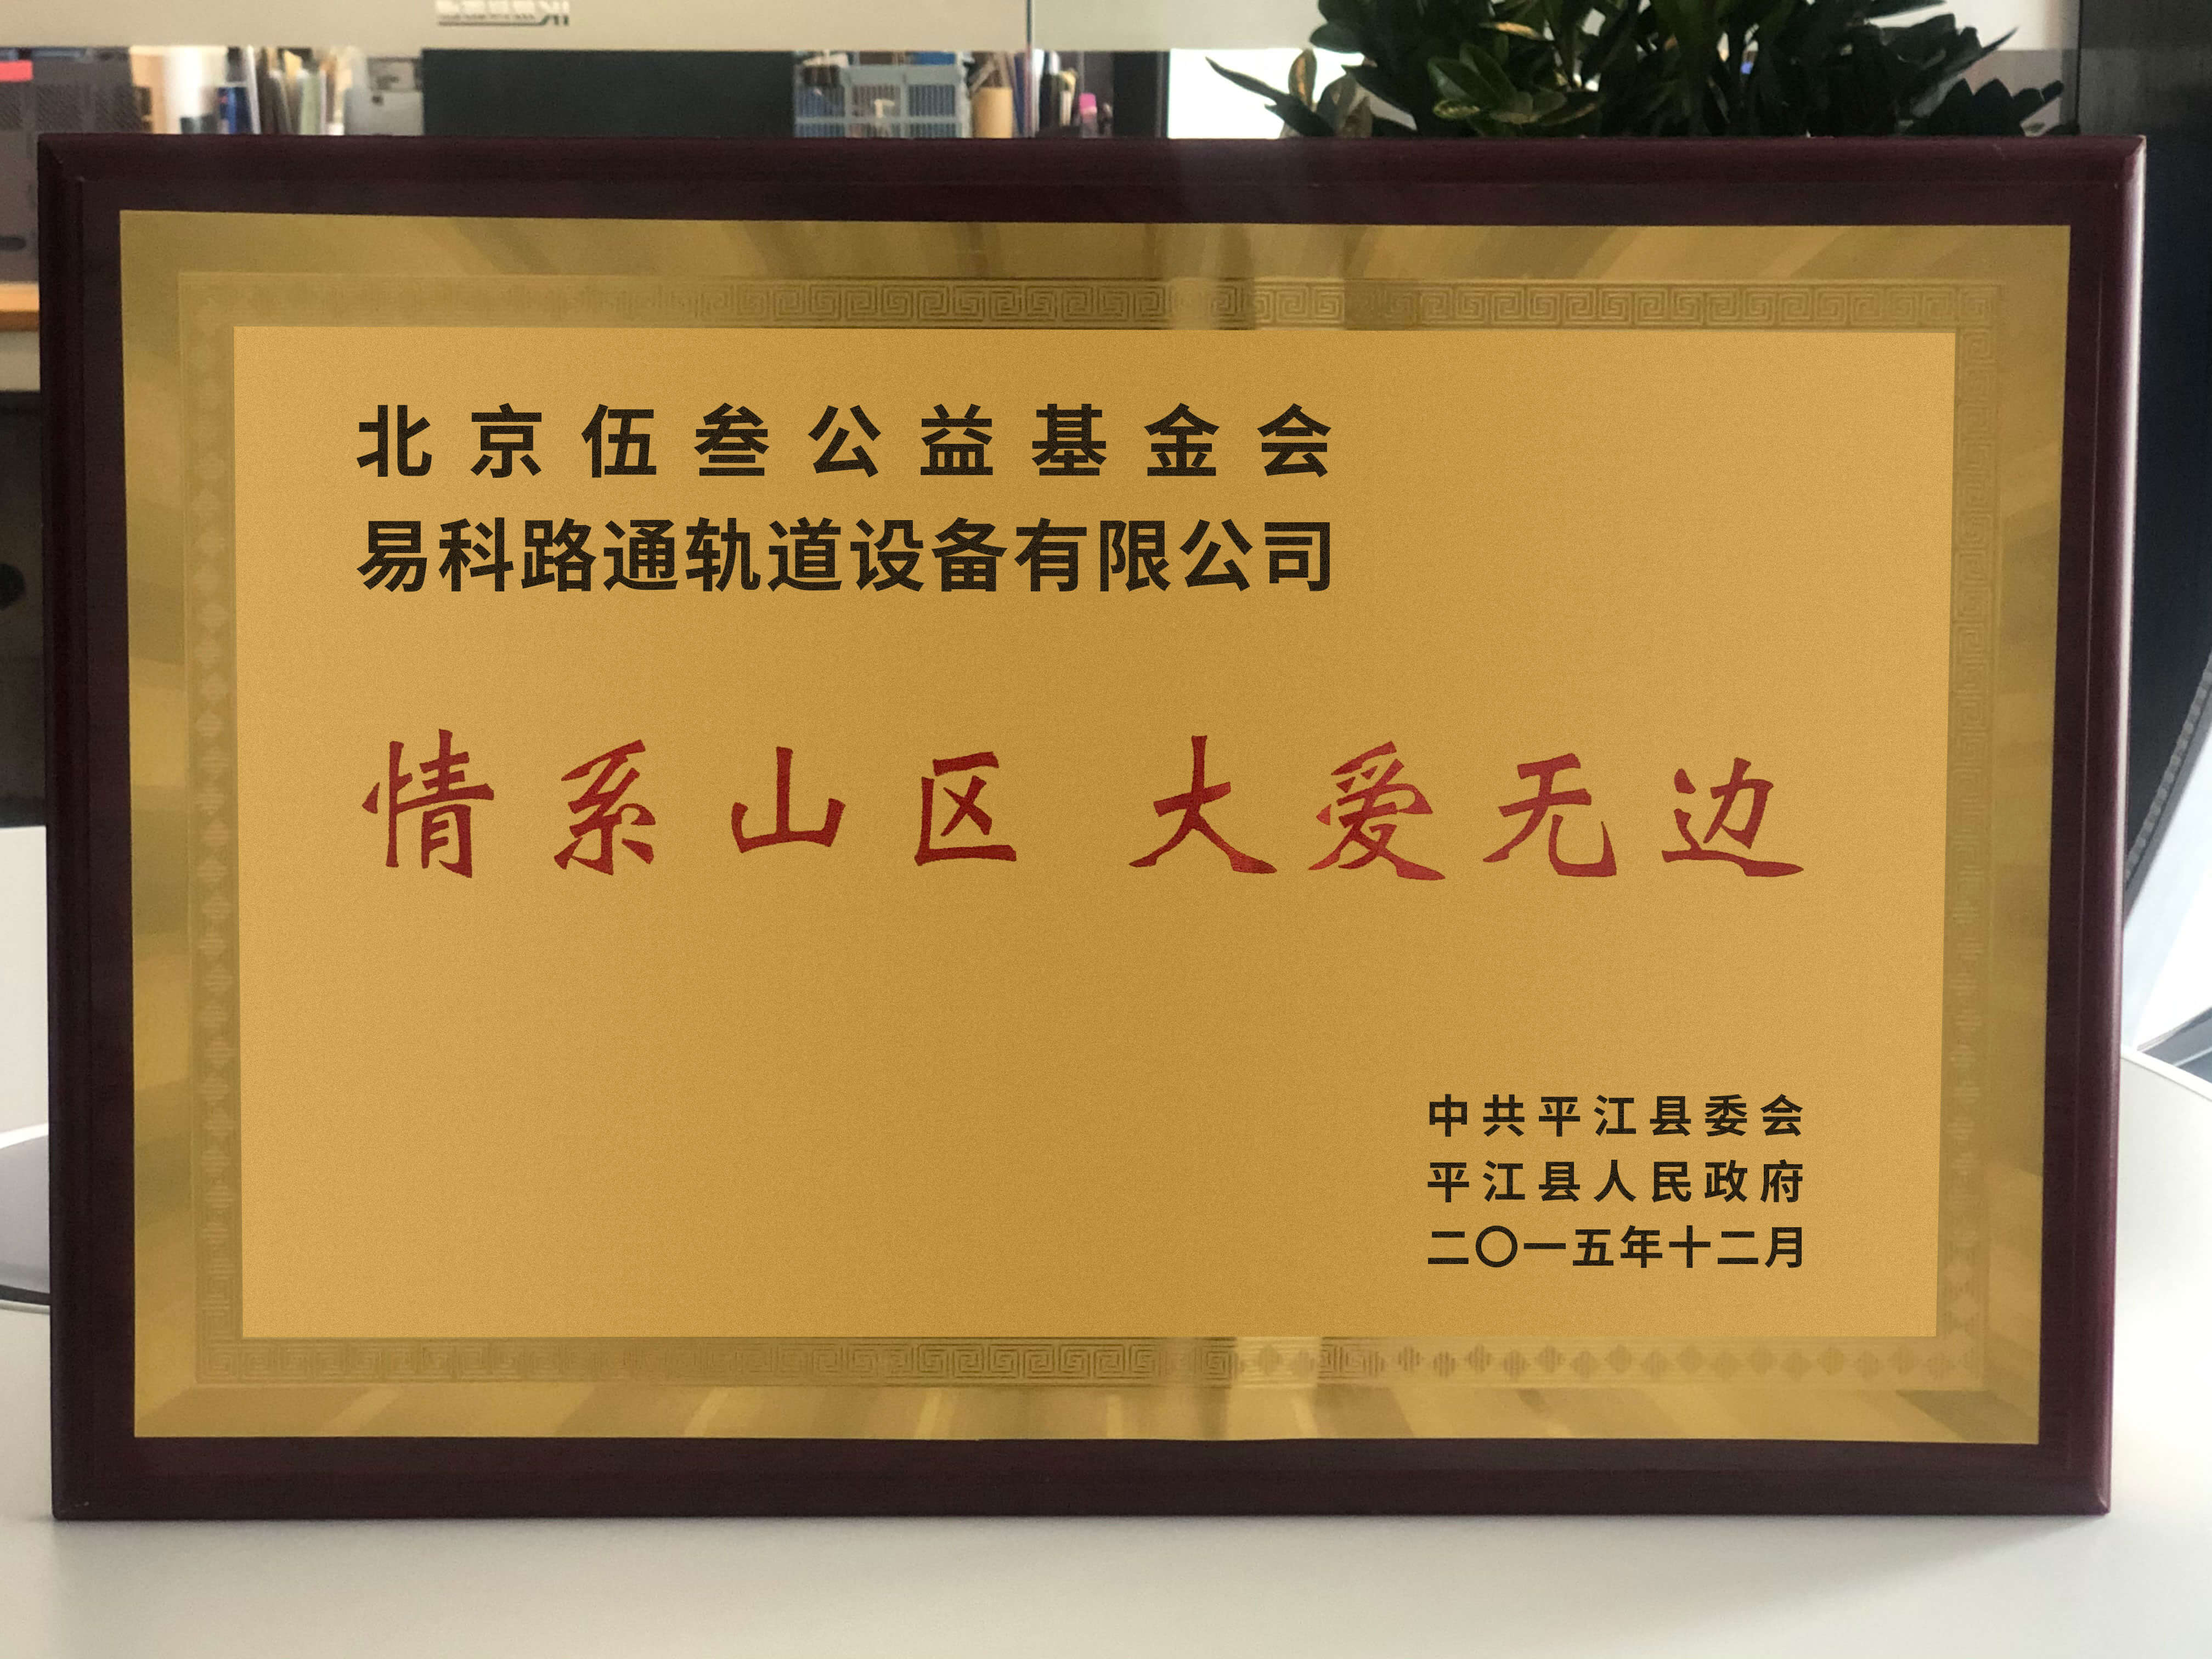 北京伍叁公益基金会
易科路通轨道设备有限公司
情系山区 大爱无边
中共平江县委会
平江县人民政府
二〇一五年十二月